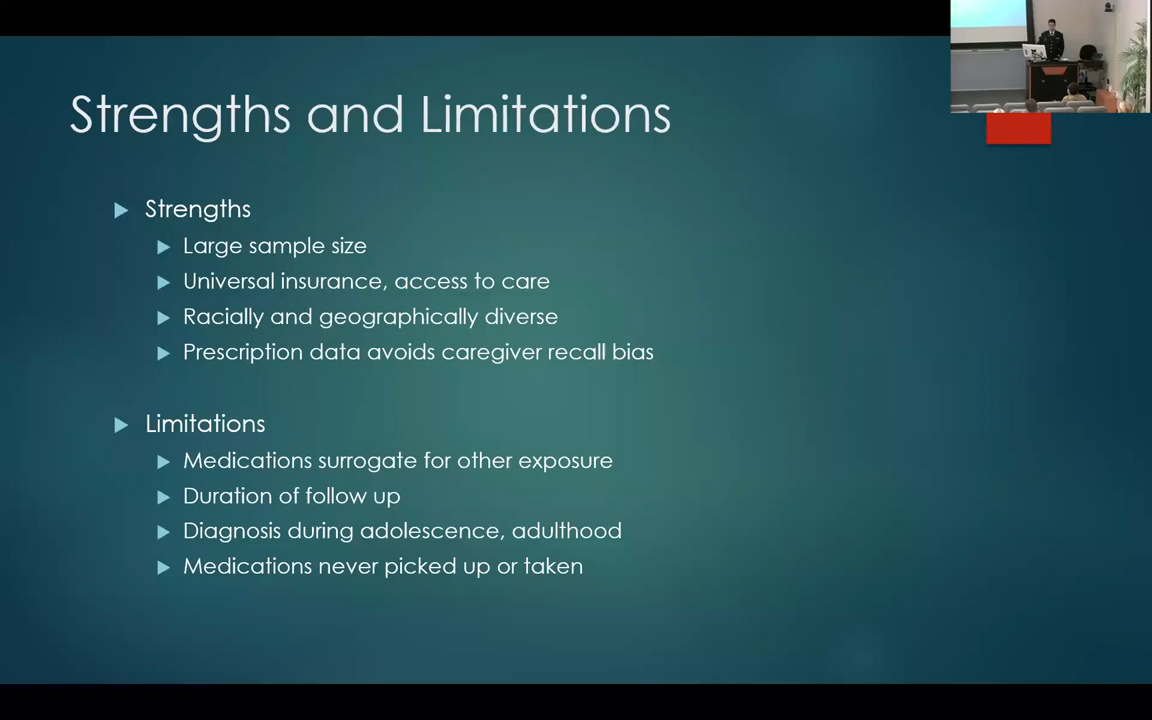 Strengths and Limitations
Strengths
Large sample size
Universal insurance, access to care
Racially and geographically diverse
Prescription data avoids caregiver recall bias
Limitations
Medications surrogate for other exposure
Duration of follow up
Diagnosis during adolescence, adulthood
Medications never picked up or taken